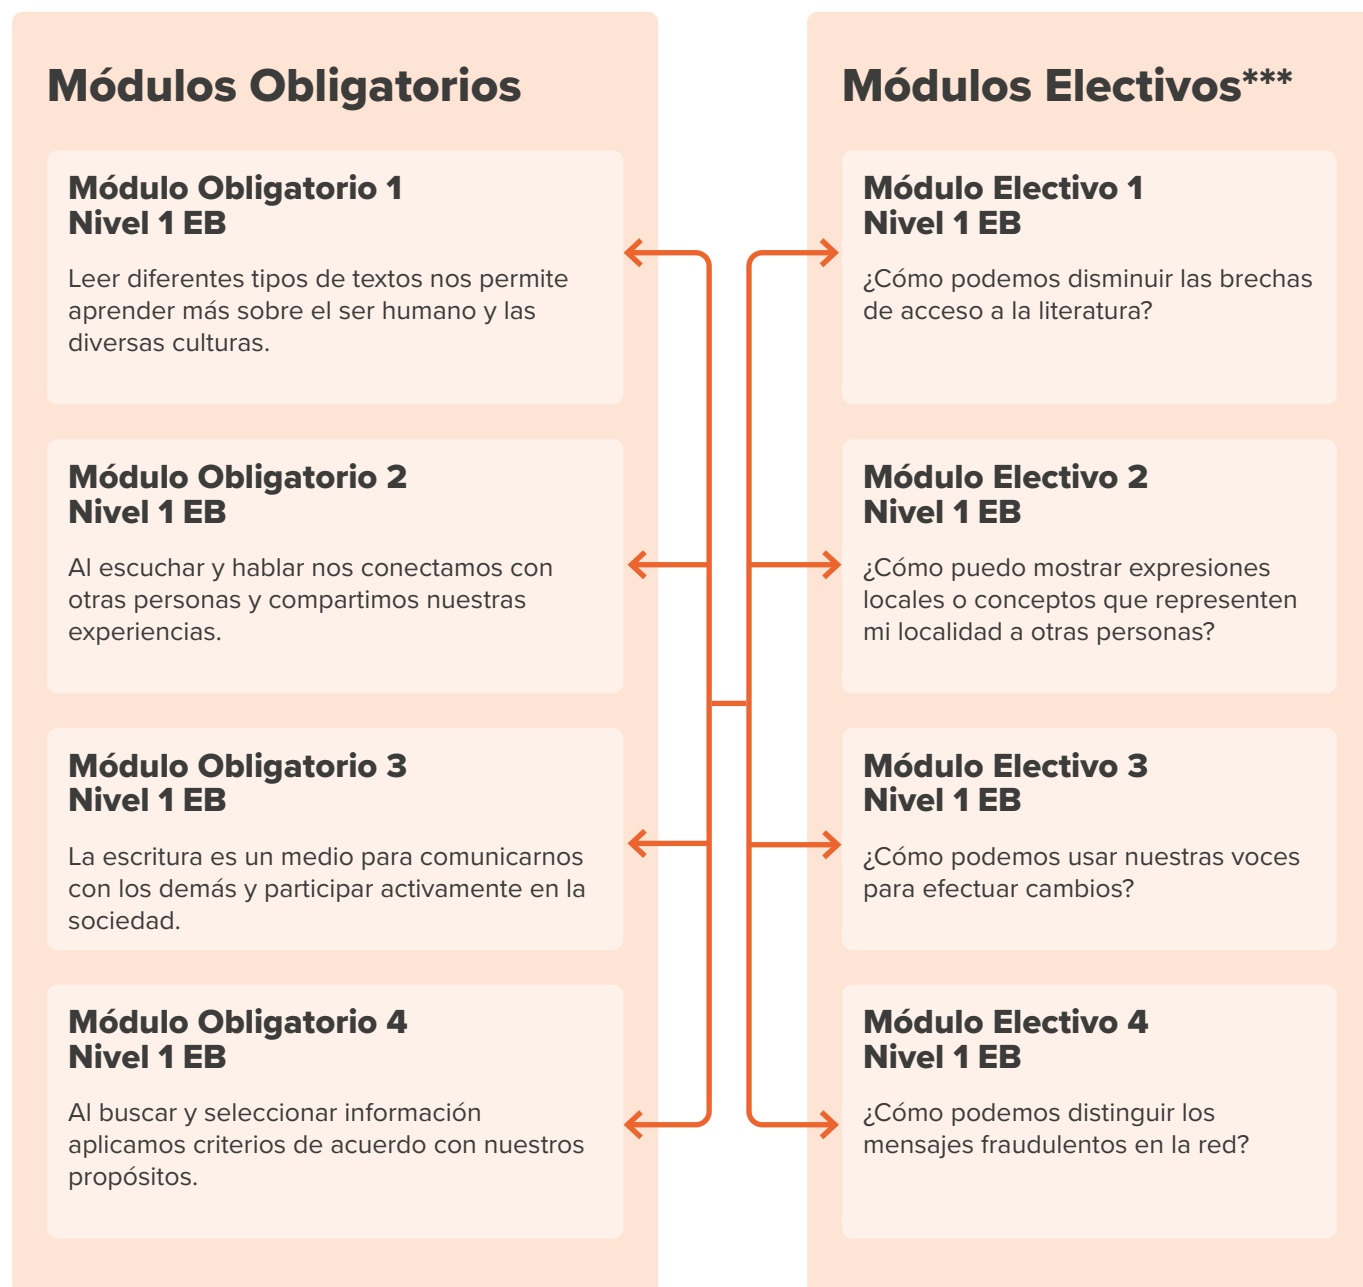 Módulos Obligatorios
Módulo Obligatorio 1
Nivel 1 EB
Leer diferentes tipos de textos nos permite
aprender más sobre el ser humano y las
diversas culturas.
Módulo Obligatorio 2
Nivel 1 EB
Al escuchar y hablar nos conectamos con
otras personas y compartimos nuestras
experiencias.
Módulo Obligatorio 3
Nivel 1 EB
La escritura es un medio para comunicarnos
con los demás y participar activamente en la
sociedad.
Módulo Obligatorio 4
Nivel 1 EB
Al buscar y seleccionar información
aplicamos criterios de acuerdo con nuestros
propósitos.
Módulos Electivos***
Módulo Electivo 1
Nivel 1 EB
¿Cómo podemos disminuir las brechas
de acceso a la literatura?
Módulo Electivo 2
Nivel 1 EB
¿Cómo puedo mostrar expresiones
locales o conceptos que representen
mi localidad a otras personas?
Módulo Electivo 3
Nivel 1 EB
¿Cómo podemos usar nuestras voces
para efectuar cambios?
Módulo Electivo 4
Nivel 1 EB
¿Cómo podemos distinguir los
mensajes fraudulentos en la red?